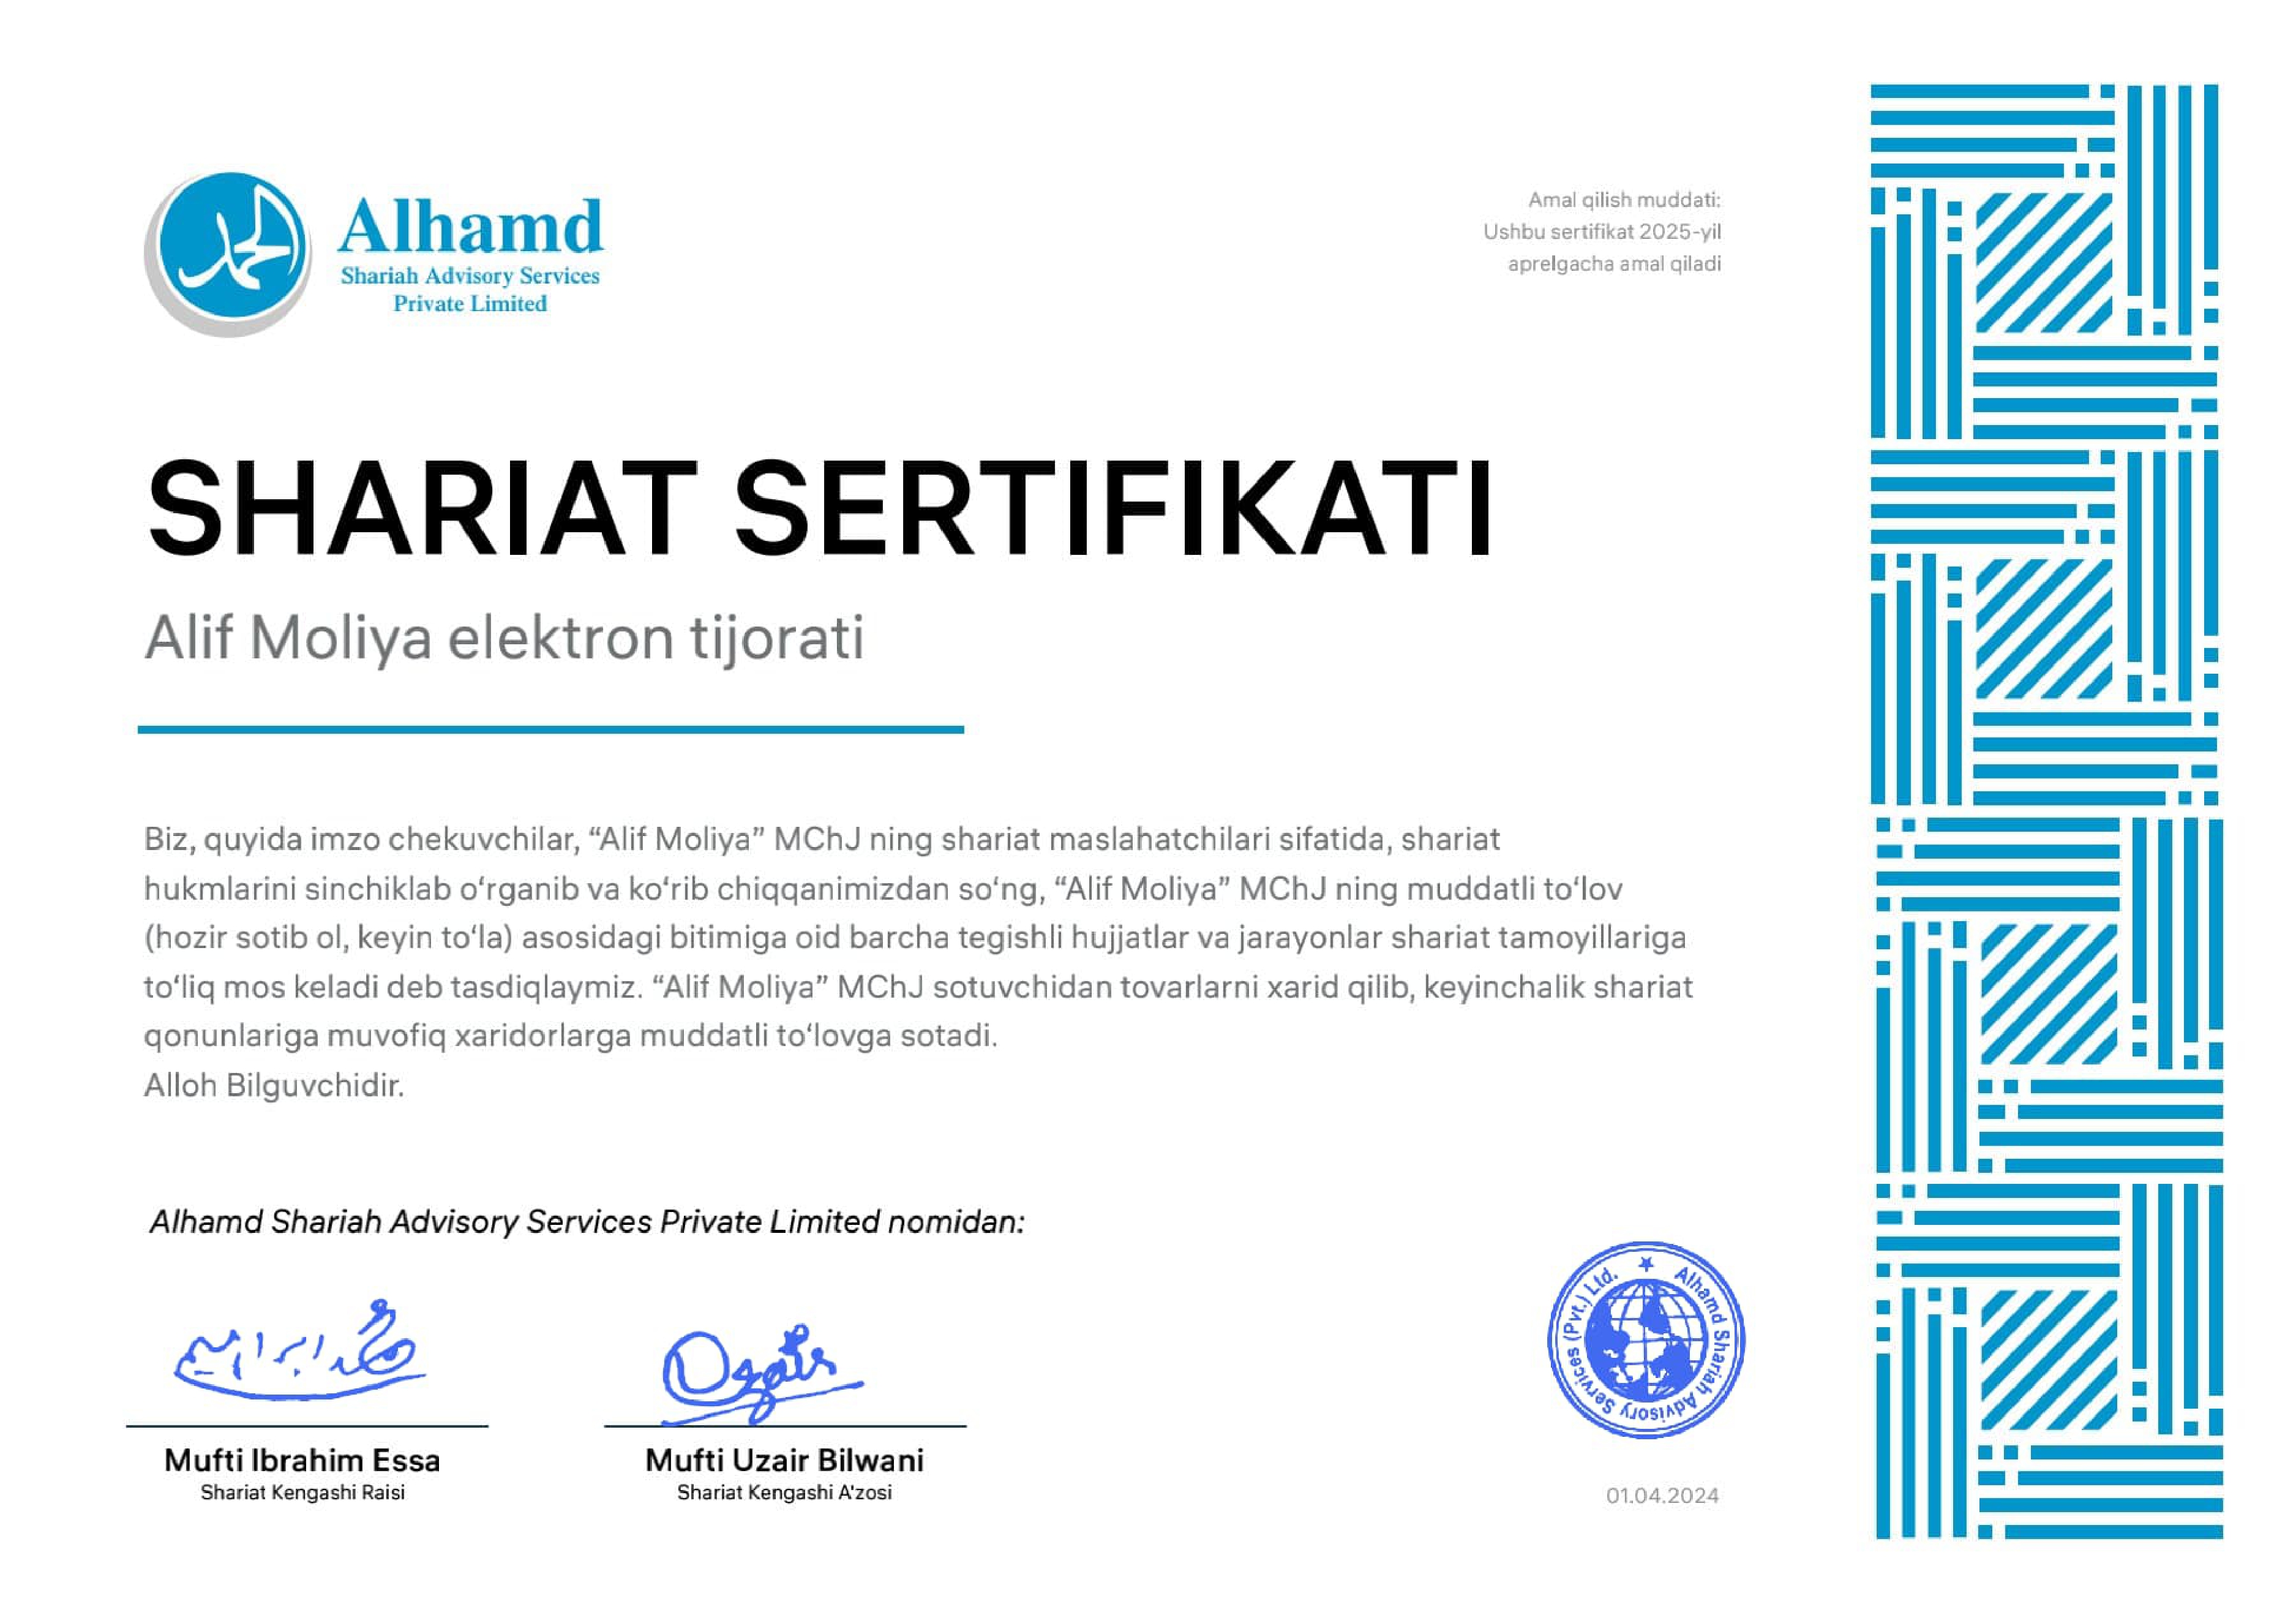 Alhamd
Shariah Advisory Services
Private Limited
Amal qilish muddati:
Ushbu sertifikat 2025-yil
aprelgacha amal qiladi
SHARIAT SERTIFIKATI
Alif Moliya elektron tijorati
Biz, quyida imzo chekuvchilar, “Alif Moliya” MChJ ning shariat maslahatchilari sifatida, shariat
hukmlarini sinchiklab o‘rganib va ko‘rib chiqqanimizdan so‘ng, “Alif Moliya” MChJ ning muddatli to‘lov
(hozir sotib ol, keyin to‘la) asosidagi bitimiga oid barcha tegishli hujjatlar va jarayonlar shariat tamoyillariga
to‘liq mos keladi deb tasdiqlaymiz. “Alif Moliya” MChJ sotuvchidan tovarlarni xarid qilib, keyinchalik shariat
qonunlariga muvofiq xaridorlarga muddatli to‘lovga sotadi.
Alloh Bilguvchidir.
Alhamd Shariah Advisory Services Private Limited nomidan:
Mufti Ibrahim Essa
Shariat Kengashi Raisi
Mufti Uzair Bilwani
Shariat Kengashi A'zosi
Alhamd Shariah Advisory Services (Pvt.) Ltd.
01.04.2024